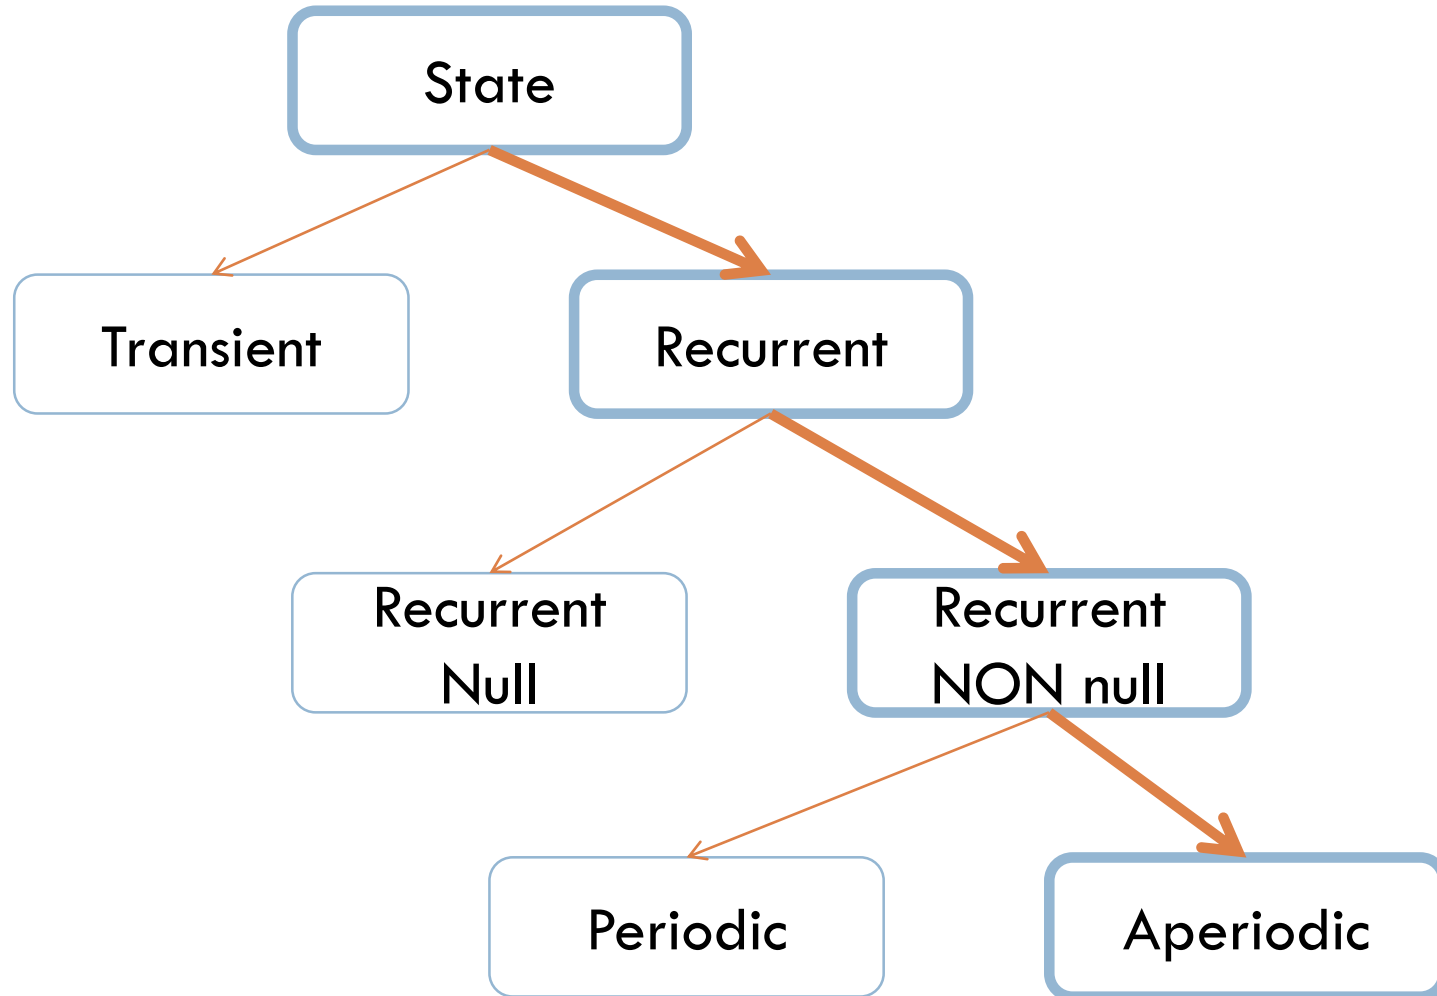 State
Transient
Recurrent
Recurrent
Null
Recurrent
NON null
Periodic
Aperiodic